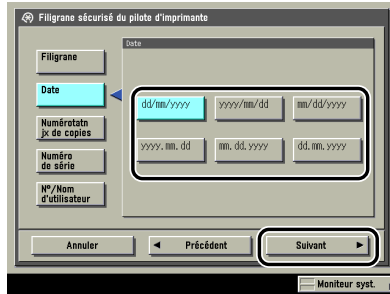 Filigrane sécurisé du pilote d'imprimante
Date
Filigrane
Date
Numérotatn
jx de copies
Numéro
de série
N°/Nom
d'utilisateur
dd/mm/yyyy yyyy/mm/dd mm/dd/yyyy
yyyy.mm.dd mm.dd.yyyy dd.mm.yyyy
Annuler ◄ Précédent Suivant ►
Moniteur syst.